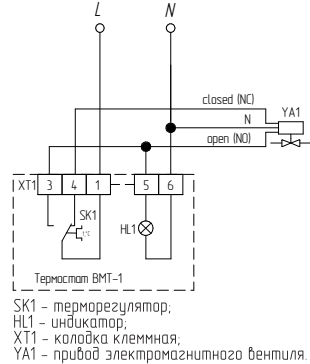 L N
closed (NC)
YA1
N
open (NO)
XT1 3 4 1 5 6
SK1
t,°C
HL1
Термостат ВМТ-1
SK1 – терморегулятор;
HL1 – индикатор;
XT1 – колодка клеммная;
YA1 – привод электромагнитного вентиля.